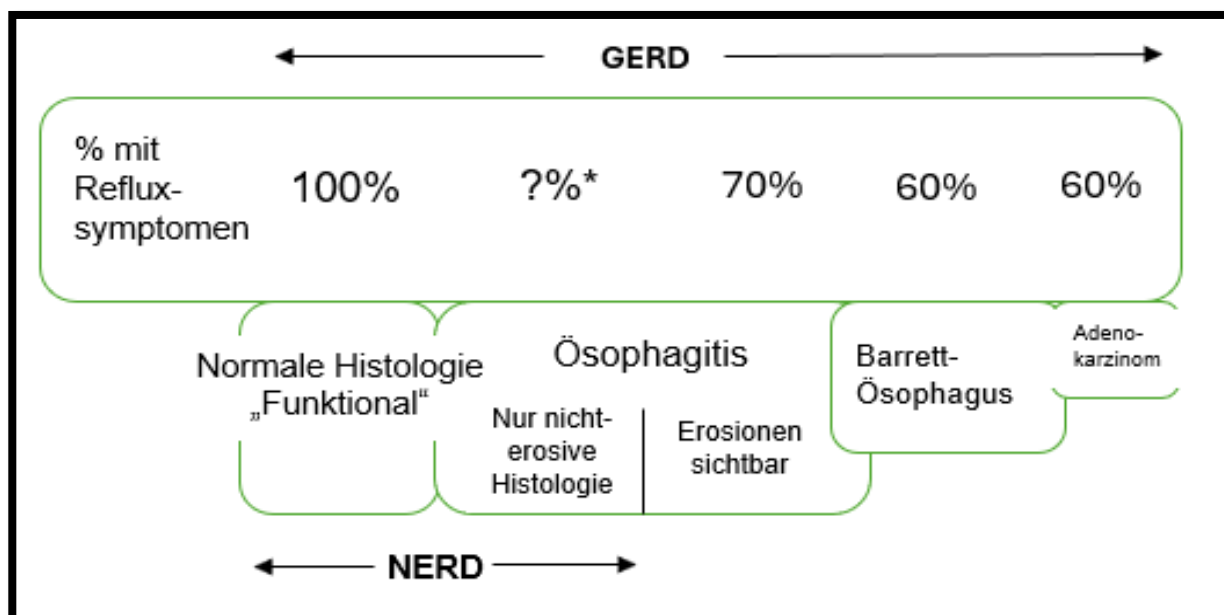 GERD
% mit
Reflux-
symptomen
100%
?%*
70%
60%
60%
Normale Histologie
„Funktional“
Ösophagitis
Nur nicht-
erosive
Histologie
Erosionen
sichtbar
Barrett-
Ösophagus
Adeno-
karzinom
NERD